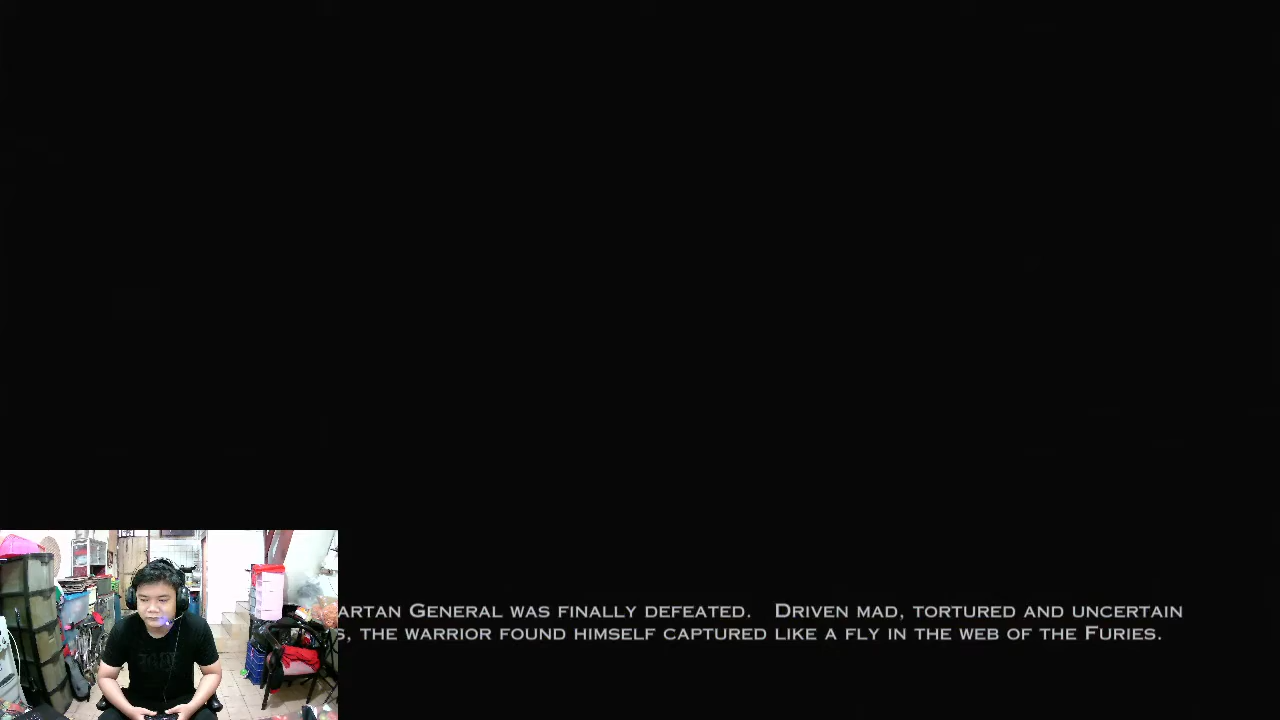 ARTAN GENERAL WAS FINALLY DEFEATED. DRIVEN MAD, TORTURED AND UNCERTAIN
S, THE WARRIOR FOUND HIMSELF CAPTURED LIKE A FLY IN THE WEB OF THE FURIES.